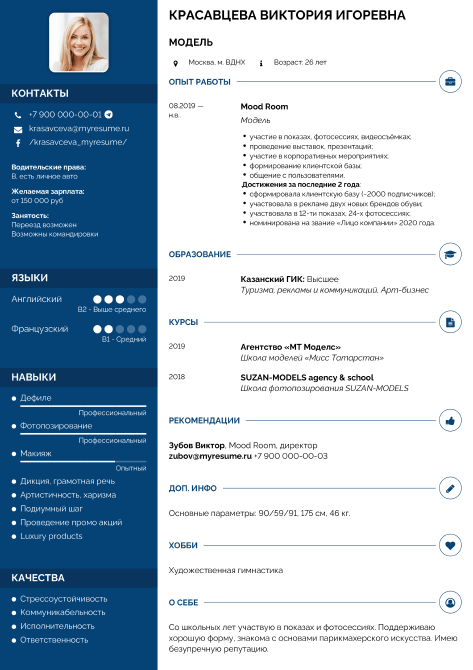 КОНТАКТЫ
+7 900 000-00-01
krasavceva@myresume.ru
/krasavceva_myresume/
Водительские права:
B, есть личное авто
Желаемая зарплата:
от 150 000 руб
Занятость:
Переезд возможен
Возможны командировки
ЯЗЫКИ
Английский
B2 - Выше среднего
Французский
B1 - Средний
НАВЫКИ
Дефиле
Профессиональный
Фотопозирование
Профессиональный
Макияж
Опытный
Дикция, грамотная речь
Артистичность, харизма
Подиумный шаг
Проведение промо акций
Luxury products
КАЧЕСТВА
Стрессоустойчивость
Коммуникабельность
Исполнительность
Ответственность
КРАСАВЦЕВА ВИКТОРИЯ ИГОРЕВНА
МОДЕЛЬ
Москва, м. ВДНХ Возраст: 26 лет
ОПЫТ РАБОТЫ
08.2019 — Mood Room
н.в.
Модель
участие в показах, фотосессиях, видеосъёмках;
проведение выставок, презентаций;
участие в корпоративных мероприятиях;
формирование клиентской базы;
общение с пользователями.
Достижения за последние 2 года:
сформировала клиентскую базу (~2000 подписчиков);
участвовала в рекламе двух новых брендов обуви;
участвовала в 12-ти показах, 24-х фотосессиях;
номинирована на звание «Лицо компании» 2020 года.
ОБРАЗОВАНИЕ
2019 Казанский ГИК: Высшее
Туризма, рекламы и коммуникаций, Арт-бизнес
КУРСЫ
2019 Агентство «МТ Моделс»
Школа моделей «Мисс Татарстан»
2018 SUZAN-MODELS agency & school
Школа фотопозирования SUZAN-MODELS
РЕКОМЕНДАЦИИ
Зубов Виктор, Mood Room, директор
zubov@myresume.ru +7 900 000-00-03
ДОП. ИНФО
Основные параметры: 90/59/91, 175 см, 46 кг.
ХОББИ
Художественная гимнастика
О СЕБЕ
Со школьных лет участвую в показах и фотосессиях. Поддерживаю
хорошую форму, знакома с основами парикмахерского искусства. Имею
безупречную репутацию.